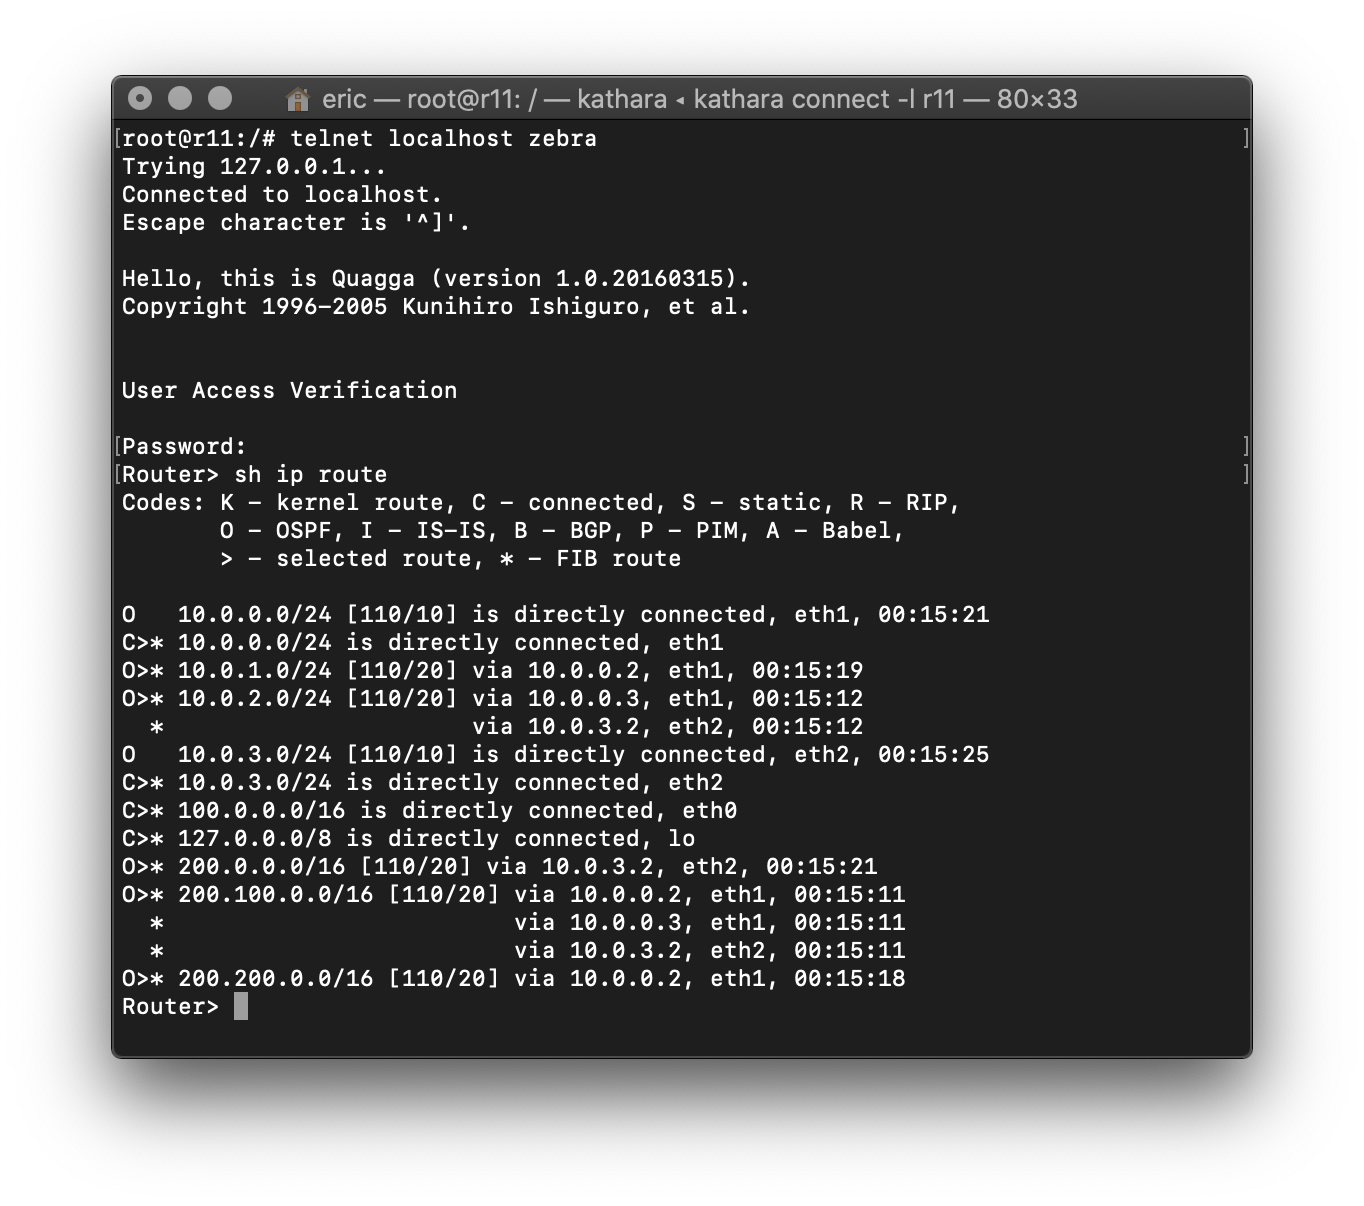 eric — root@r11: / — kathara ◂ kathara connect -l r11 — 80×33
[root@r11:/# telnet localhost zebra ]
Trying 127.0.0.1...
Connected to localhost.
Escape character is '^]'.
Hello, this is Quagga (version 1.0.20160315).
Copyright 1996-2005 Kunihiro Ishiguro, et al.
User Access Verification
[Password: ]
[Router> sh ip route ]
Codes: K - kernel route, C - connected, S - static, R - RIP,
       O - OSPF, I - IS-IS, B - BGP, P - PIM, A - Babel,
       > - selected route, * - FIB route
O   10.0.0.0/24 [110/10] is directly connected, eth1, 00:15:21
C>* 10.0.0.0/24 is directly connected, eth1
O>* 10.0.1.0/24 [110/20] via 10.0.0.2, eth1, 00:15:19
O>* 10.0.2.0/24 [110/20] via 10.0.0.3, eth1, 00:15:12
  *                      via 10.0.3.2, eth2, 00:15:12
O   10.0.3.0/24 [110/10] is directly connected, eth2, 00:15:25
C>* 10.0.3.0/24 is directly connected, eth2
C>* 100.0.0.0/16 is directly connected, eth0
C>* 127.0.0.0/8 is directly connected, lo
O>* 200.0.0.0/16 [110/20] via 10.0.3.2, eth2, 00:15:21
O>* 200.100.0.0/16 [110/20] via 10.0.0.2, eth1, 00:15:11
  *                         via 10.0.0.3, eth1, 00:15:11
  *                         via 10.0.3.2, eth2, 00:15:11
O>* 200.200.0.0/16 [110/20] via 10.0.0.2, eth1, 00:15:18
Router>